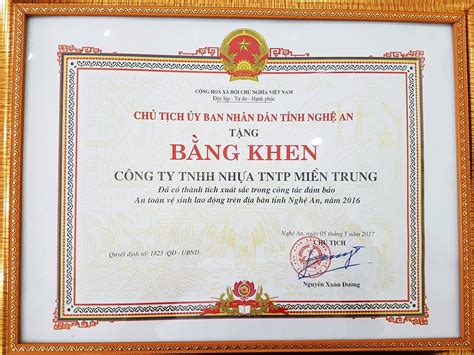 CỘNG HOÀ XÃ HỘI CHỦ NGHĨA VIỆT NAM
Độc lập - Tự do - Hạnh phúc
CHỦ TỊCH ỦY BAN NHÂN DÂN TỈNH NGHỆ AN
TẶNG
BẰNG KHEN
CÔNG TY TNHH NHỰA TNTP MIỀN TRUNG
Đã có thành tích xuất sắc trong công tác đảm bảo
An toàn vệ sinh lao động trên địa bàn tỉnh Nghệ An, năm 2016
Nghệ An, ngày 05 tháng 5 năm 2017
CHỦ TỊCH
Quyết định số: 1825 /QĐ - UBND
Nguyễn Xuân Đường